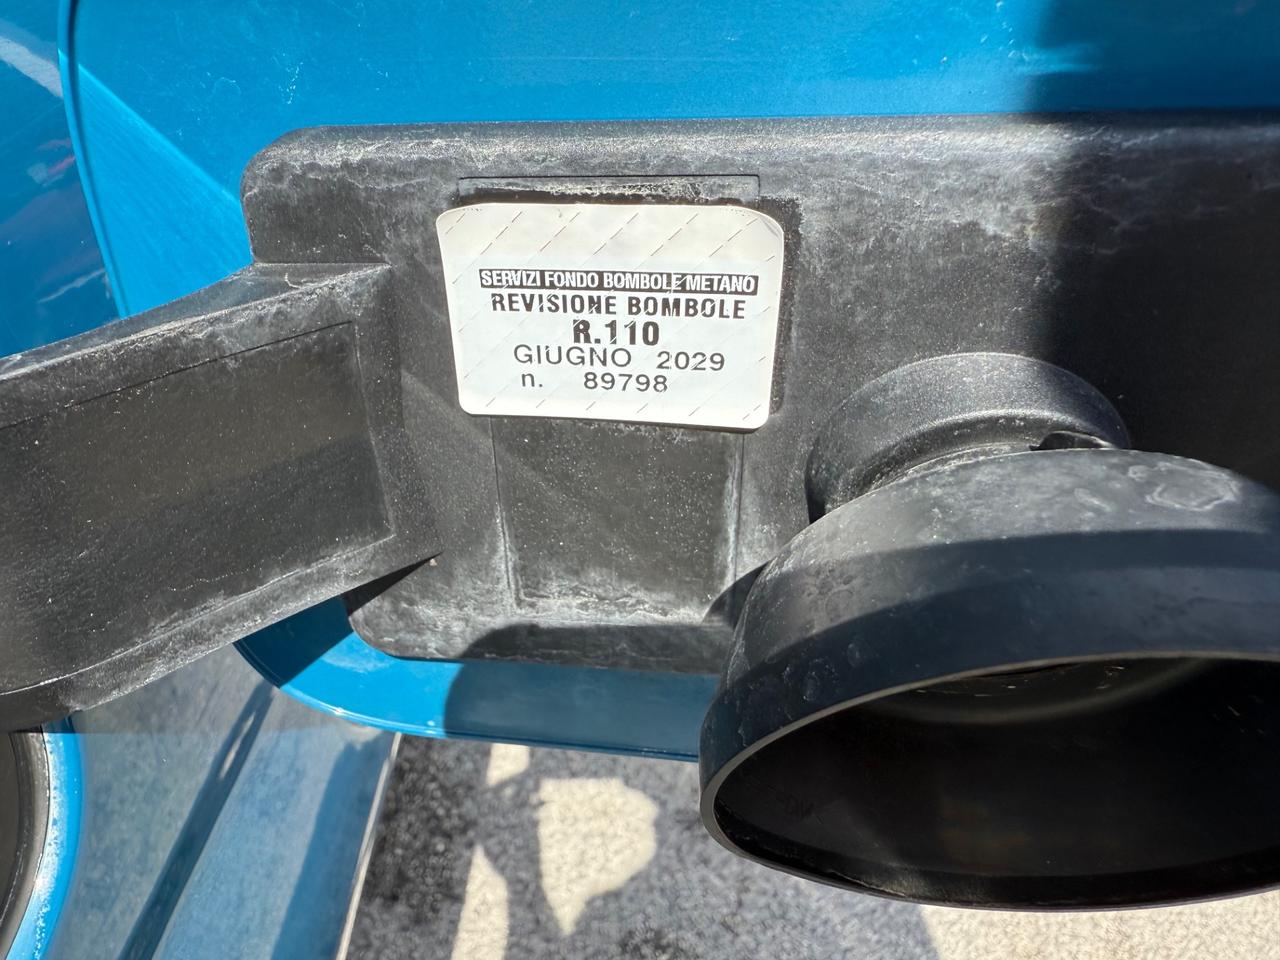 SERVIZI FONDO BOMBOLE METANO
REVISIONE BOMBOLE
R.110
GIUGNO 2029
n. 89798